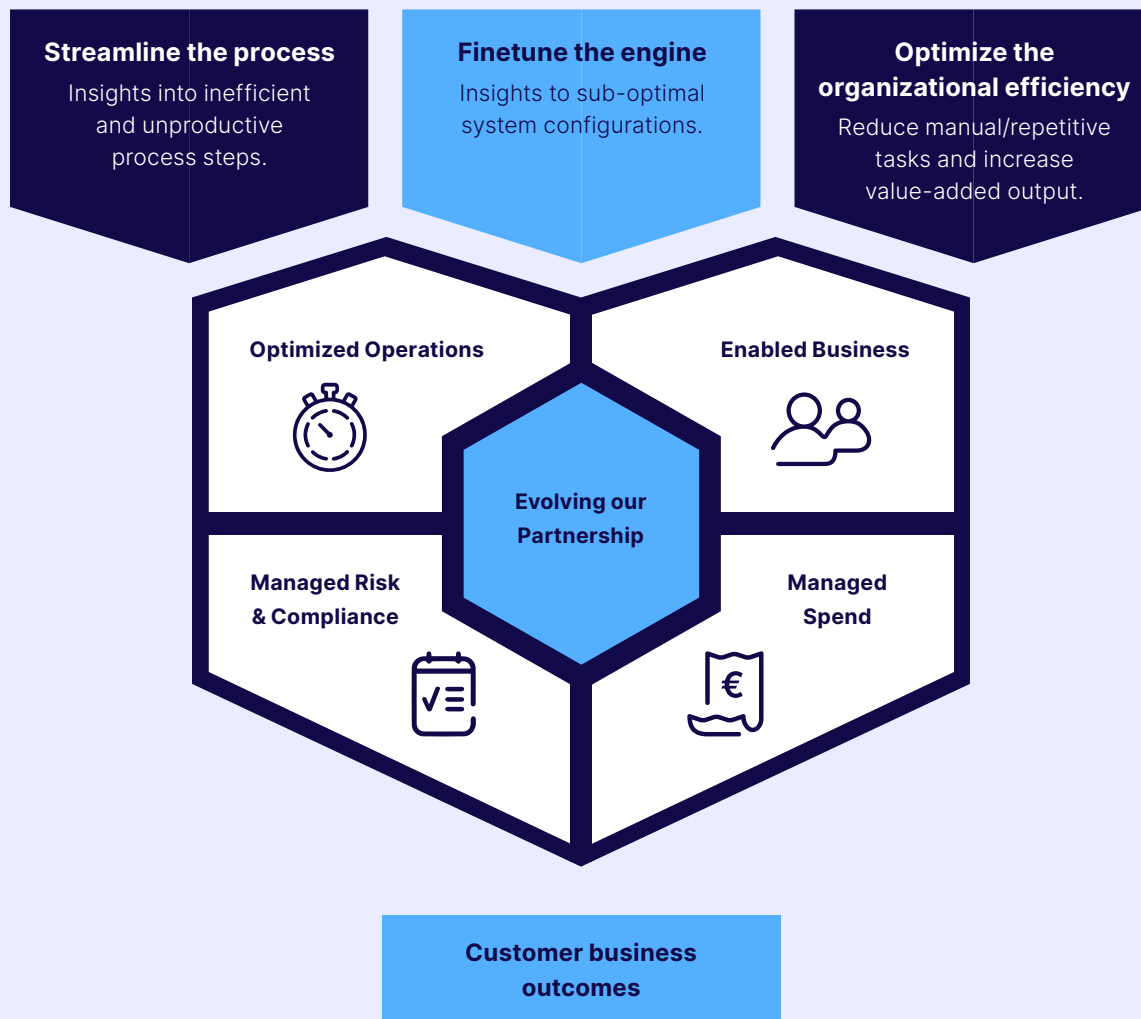 Streamline the process
Insights into inefficient
and unproductive
process steps.
Finetune the engine
Insights to sub-optimal
system configurations.
Optimize the
organizational efficiency
Reduce manual/repetitive
tasks and increase
value-added output.
Optimized Operations
Enabled Business
Evolving our
Partnership
Managed Risk
& Compliance
Managed
Spend
€
Customer business
outcomes